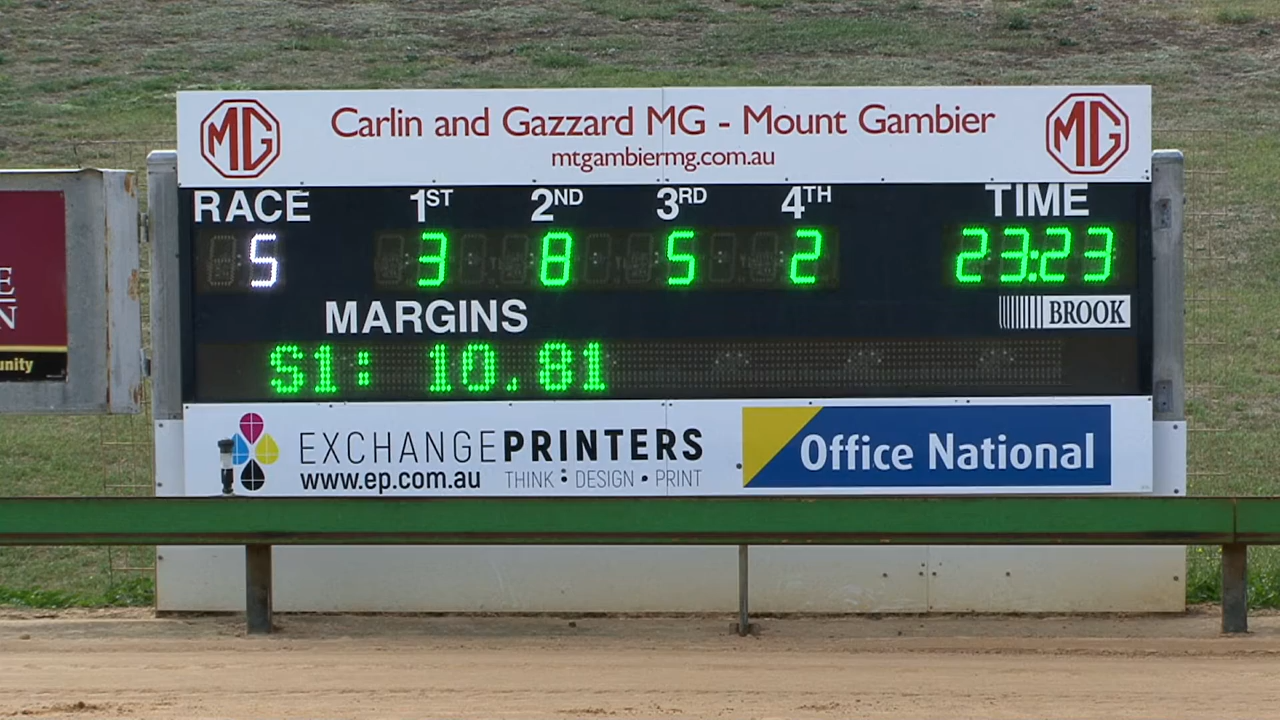 MG Carlin and Gazzard MG - Mount Gambier MG
mtgambiermg.com.au
RACE 1ST 2ND 3RD 4TH TIME
5 3 8 5 2 23:23
MARGINS
BROOK
S1: 10.81
EXCHANGEPRINTERS
www.ep.com.au THINK : DESIGN • PRINT
Office National